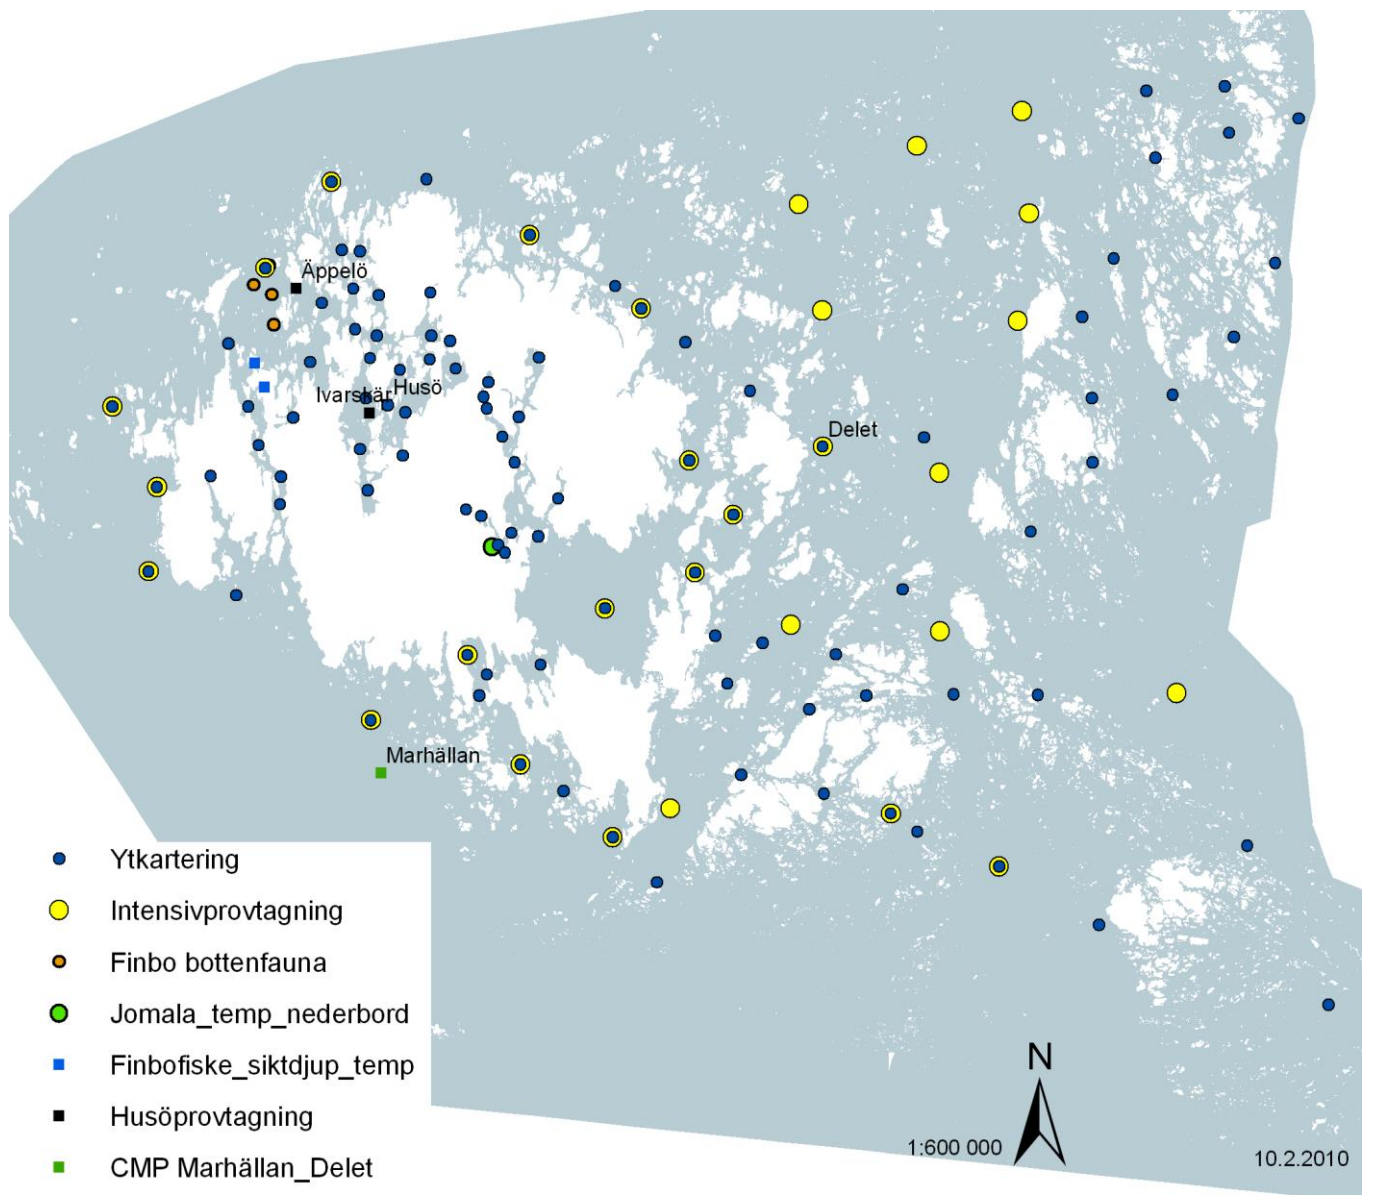 Äppelö
Ivarskär
Husö
Delet
Marhällan
Ytkartering
Intensivprovtagning
Finbo bottenfauna
Jomala_temp_nederbord
Finbofiske_siktdjup_temp
Husöprovtagning
CMP Marhällan_Delet
N
1:600 000
10.2.2010